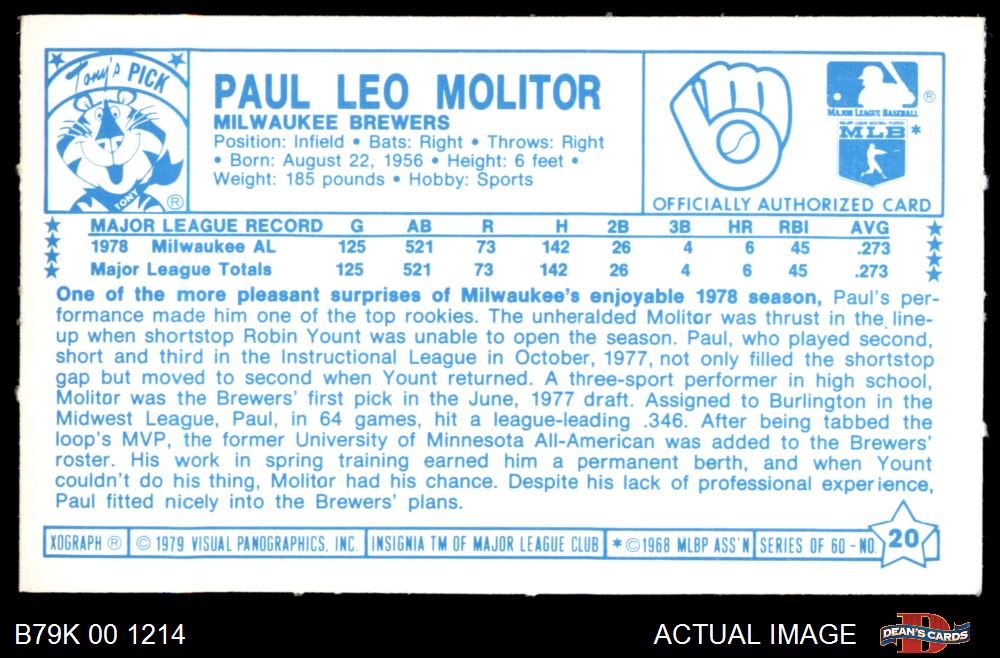 Tony's PICK
TONY
®
PAUL LEO MOLITOR
MILWAUKEE BREWERS
Position: Infield • Bats: Right • Throws: Right
• Born: August 22, 1956 • Height: 6 feet •
Weight: 185 pounds • Hobby: Sports
®
MAJOR LEAGUE BASEBALL
MAJOR LEAGUE BASEBALL PLAYERS
MLB *
OFFICIALLY AUTHORIZED CARD
MAJOR LEAGUE RECORD G AB R H 2B 3B HR RBI AVG
1978 Milwaukee AL 125 521 73 142 26 4 6 45 .273
Major League Totals 125 521 73 142 26 4 6 45 .273
One of the more pleasant surprises of Milwaukee's enjoyable 1978 season, Paul's per-
formance made him one of the top rookies. The unheralded Molitor was thrust in the line-
up when shortstop Robin Yount was unable to open the season. Paul, who played second,
short and third in the Instructional League in October, 1977, not only filled the shortstop
gap but moved to second when Yount returned. A three-sport performer in high school,
Molitor was the Brewers' first pick in the June, 1977 draft. Assigned to Burlington in the
Midwest League, Paul, in 64 games, hit a league-leading .346. After being tabbed the
loop's MVP, the former University of Minnesota All-American was added to the Brewers'
roster. His work in spring training earned him a permanent berth, and when Yount
couldn't do his thing, Molitor had his chance. Despite his lack of professional experience,
Paul fitted nicely into the Brewers' plans.
XOGRAPH ® © 1979 VISUAL PANOGRAPHICS, INC. INSIGNIA TM OF MAJOR LEAGUE CLUB * © 1968 MLBP ASS'N SERIES OF 60 - NO. 20
B79K 00 1214 ACTUAL IMAGE D DEAN'S CARDS